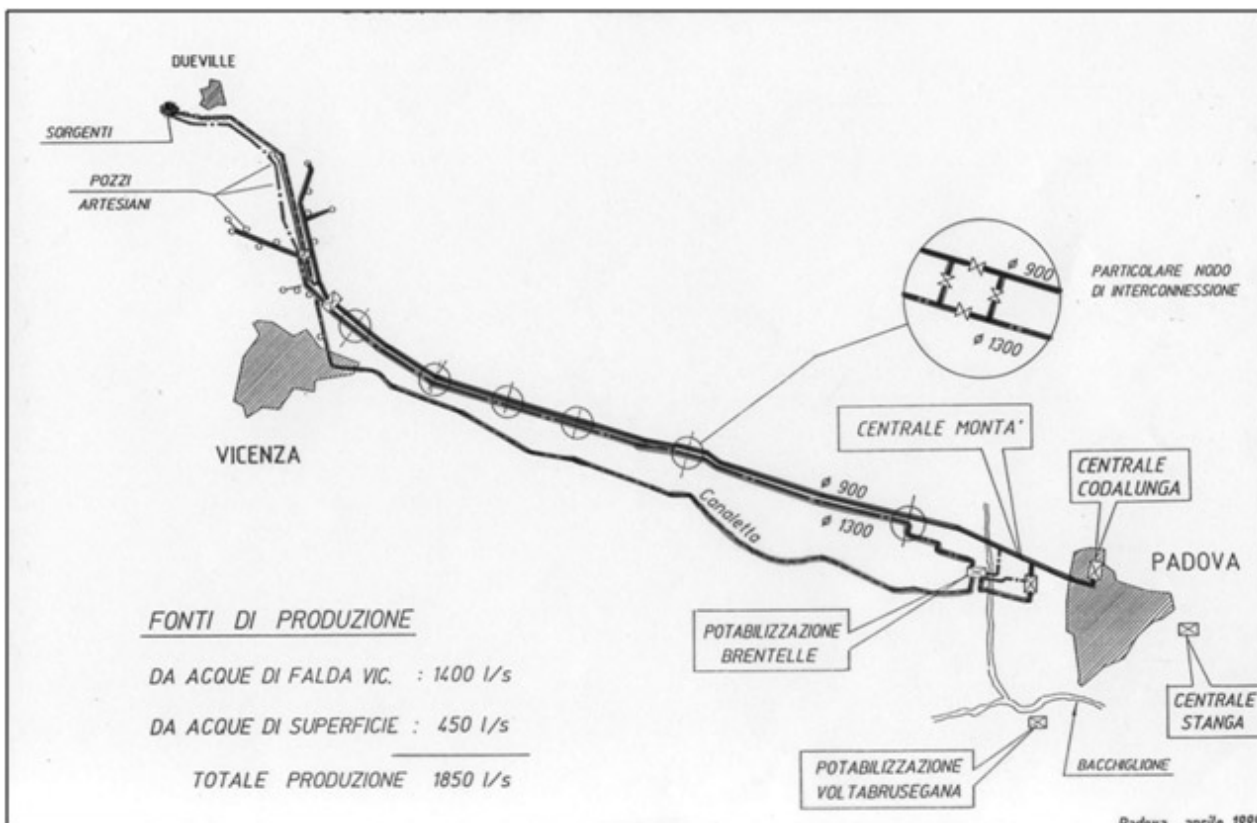 DUEVILLE
SORGENTI
POZZI
ARTESIANI
ø 900
PARTICOLARE NODO
DI INTERCONNESSIONE
ø 1300
CENTRALE MONTA'
CENTRALE
CODALUNGA
VICENZA
ø 900
ø 1300
Canaletta
PADOVA
POTABILIZZAZIONE
BRENTELLE
CENTRALE
STANGA
POTABILIZZAZIONE
VOLTABRUSEGANA
BACCHIGLIONE
FONTI DI PRODUZIONE
DA ACQUE DI FALDA VIC. : 1400 l/s
DA ACQUE DI SUPERFICIE : 450 l/s
TOTALE PRODUZIONE 1850 l/s
Padova aprile